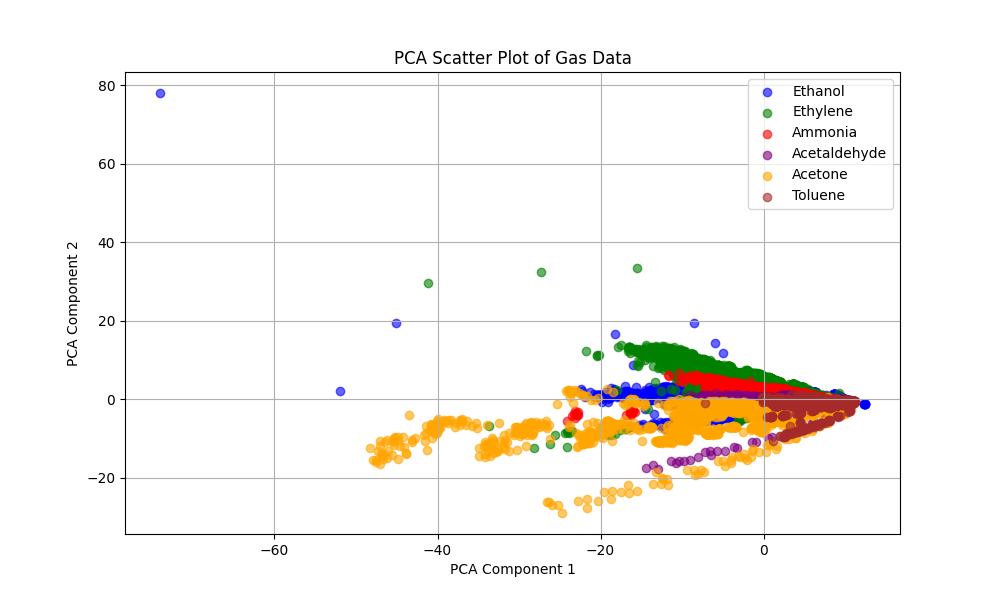 PCA Scatter Plot of Gas Data
80
60
40
20
0
−20
−60
−40
−20
0
PCA Component 2
PCA Component 1
Ethanol
Ethylene
Ammonia
Acetaldehyde
Acetone
Toluene